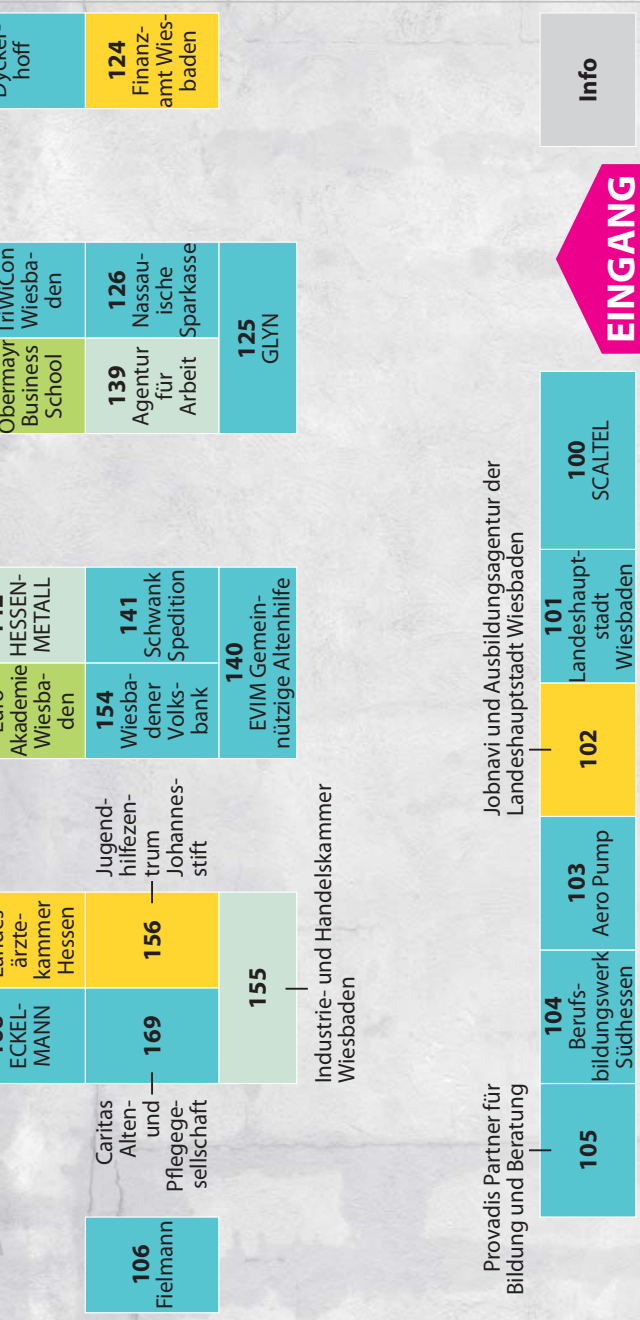 ECKEL-
MANN
ärzte-
kammer
Hessen
Akademie
Wiesba-
den
HESSEN-
METALL
Obermayr
Business
School
TriWiCon
Wiesba-
den
Dycker-
hoff
106
Fielmann
Caritas
Alten-
und
Pflegege-
sellschaft
169
156
Jugend-
hilfezen-
trum
Johannes-
stift
154
Wiesba-
dener
Volks-
bank
141
Schwank
Spedition
139
Agentur
für
Arbeit
126
Nassau-
ische
Sparkasse
124
Finanz-
amt Wies-
baden
155
Industrie- und Handelskammer
Wiesbaden
140
EVIM Gemein-
nützige Altenhilfe
125
GLYN
Provadis Partner für
Bildung und Beratung
Jobnavi und Ausbildungsagentur der
Landeshauptstadt Wiesbaden
105
104
Berufs-
bildungswerk
Südhessen
103
Aero Pump
102
101
Landeshaupt-
stadt
Wiesbaden
100
SCALTEL
EINGANG
Info